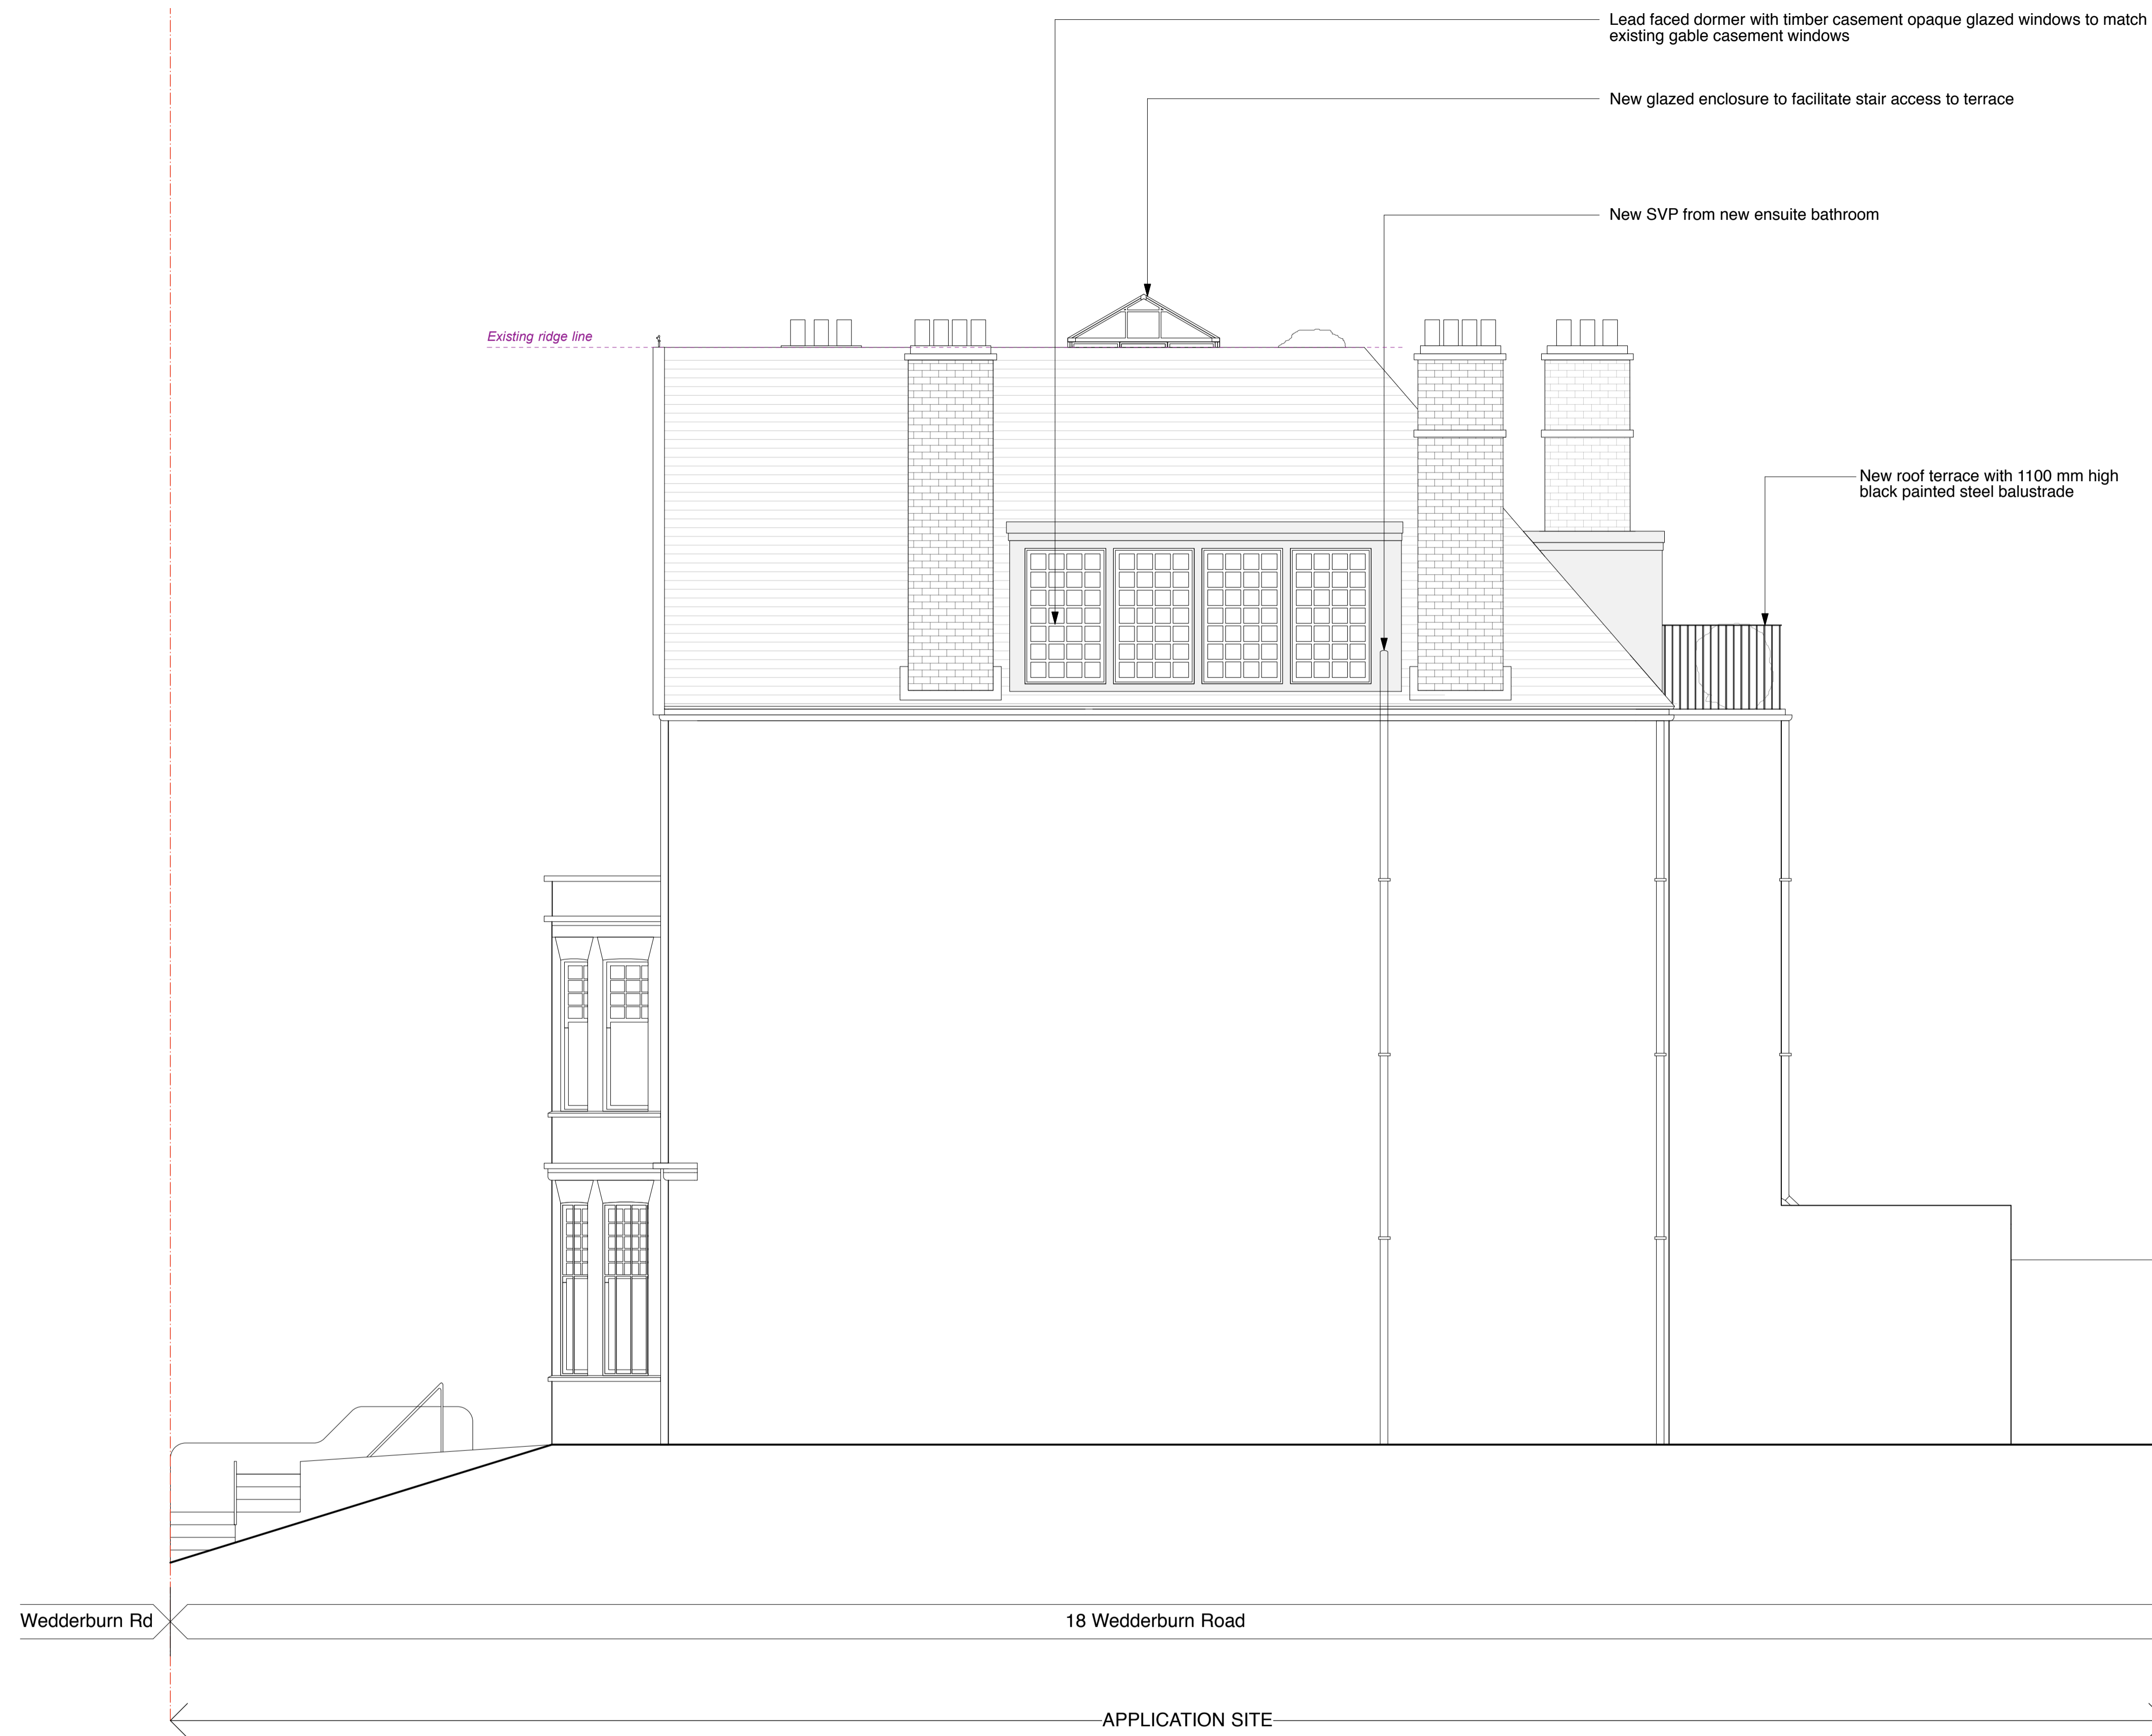 Lead faced dormer with timber casement opaque glazed windows to match
existing gable casement windows
New glazed enclosure to facilitate stair access to terrace
New SVP from new ensuite bathroom
Existing ridge line
New roof terrace with 1100 mm high
black painted steel balustrade
Wedderburn Rd
18 Wedderburn Road
APPLICATION SITE